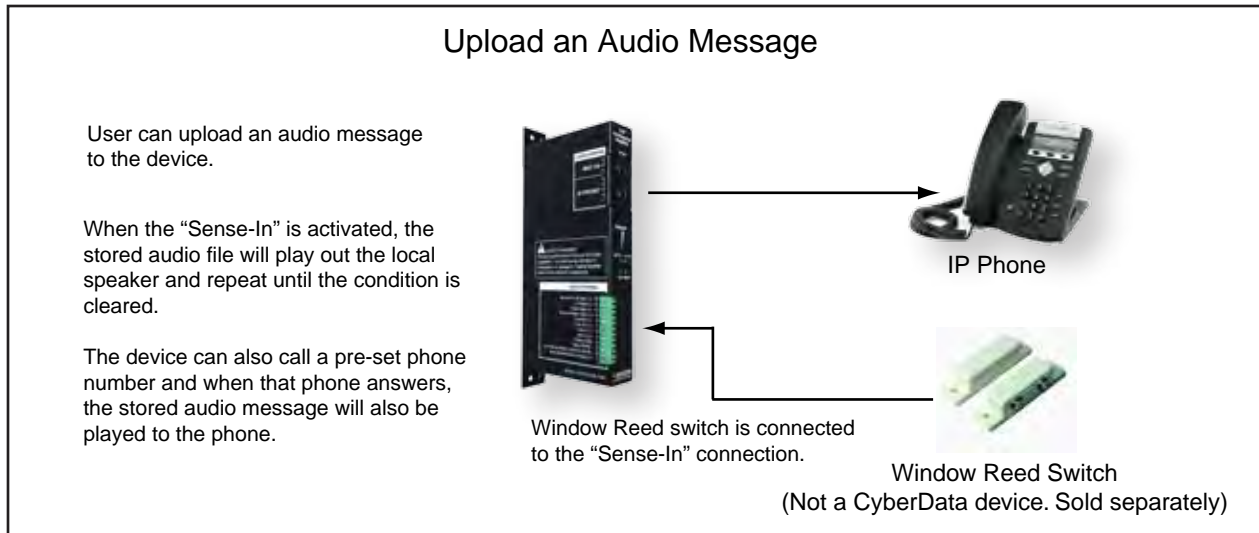 Upload an Audio Message
User can upload an audio message
to the device.
When the “Sense-In” is activated, the
stored audio file will play out the local
speaker and repeat until the condition is
cleared.
The device can also call a pre-set phone
number and when that phone answers,
the stored audio message will also be
played to the phone.
IP Phone
Window Reed switch is connected
to the “Sense-In” connection.
Window Reed Switch
(Not a CyberData device. Sold separately)